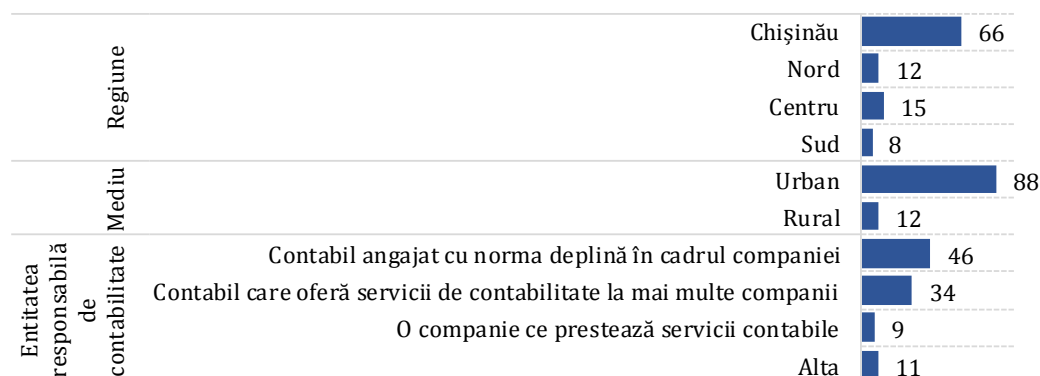 Regiune
Chișinău 66
Nord 12
Centru 15
Sud 8
Mediu
Urban 88
Rural 12
Entitatea
responsabilă
de
contabilitate
Contabil angajat cu norma deplină în cadrul companiei 46
Contabil care oferă servicii de contabilitate la mai multe companii 34
O companie ce prestează servicii contabile 9
Alta 11